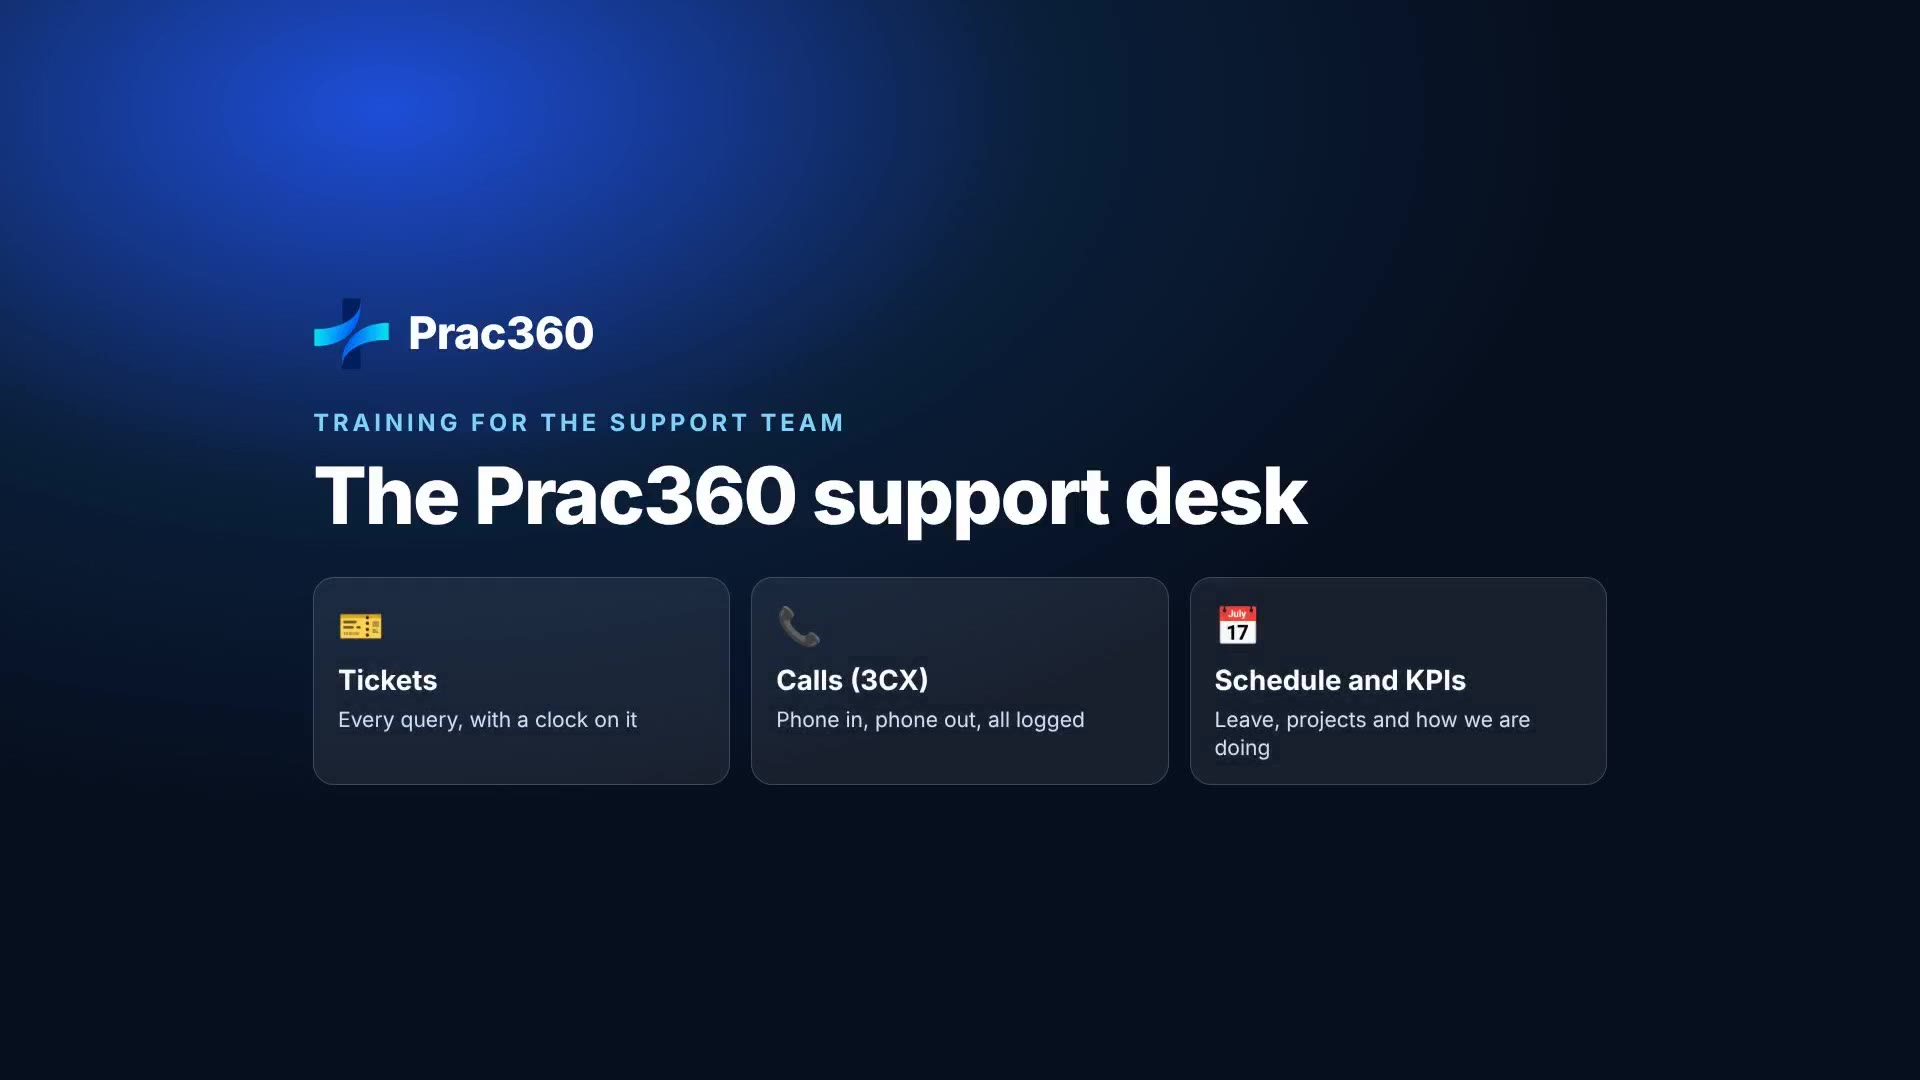 Prac360
TRAINING FOR THE SUPPORT TEAM
The Prac360 support desk
Tickets
Every query, with a clock on it
Calls (3CX)
Phone in, phone out, all logged
July
17
Schedule and KPIs
Leave, projects and how we are
doing